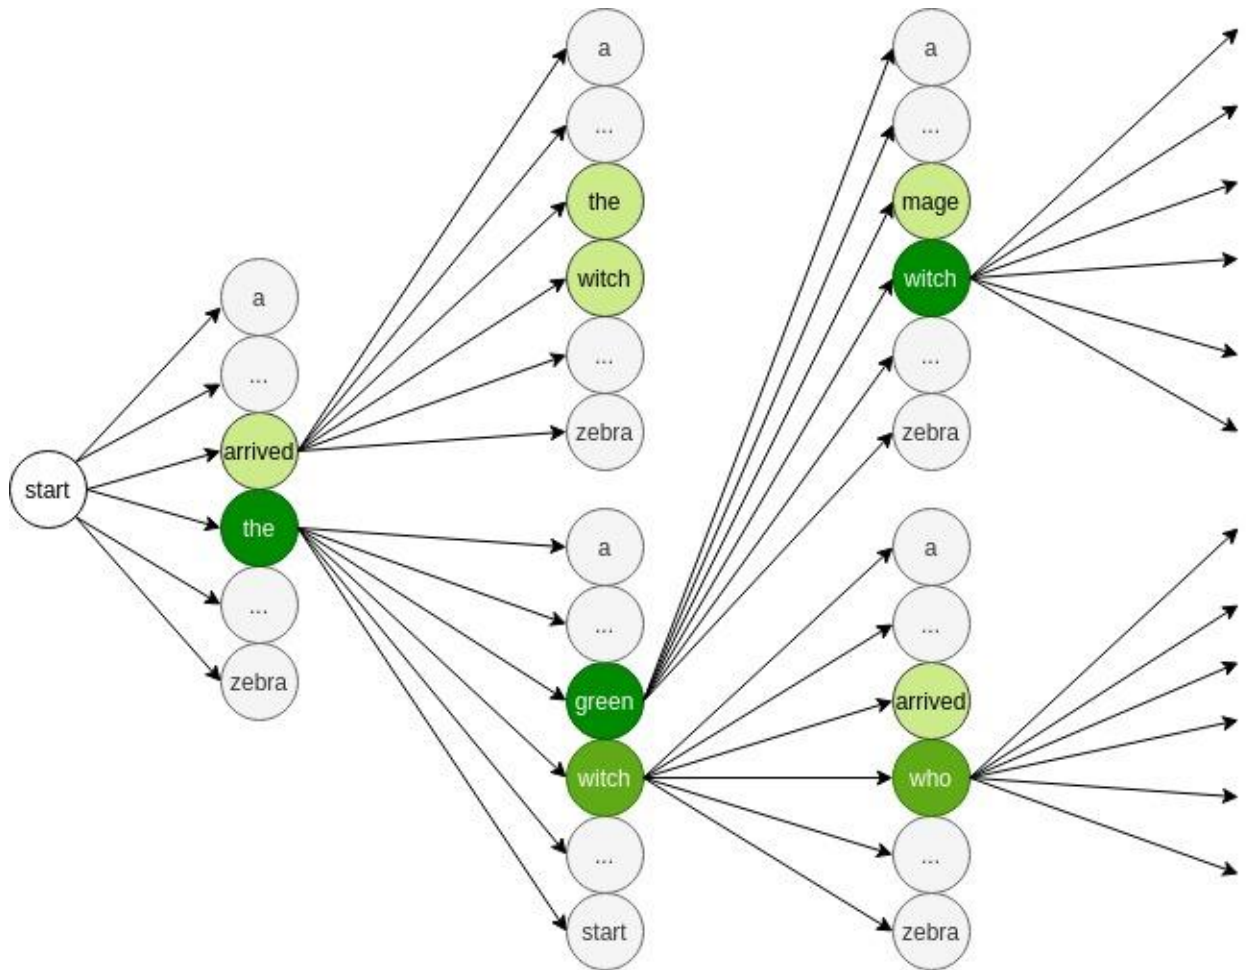 start
a
...
arrived
the
...
zebra
a
...
the
witch
...
zebra
a
...
green
witch
...
start
a
...
mage
witch
...
zebra
a
...
arrived
who
...
zebra